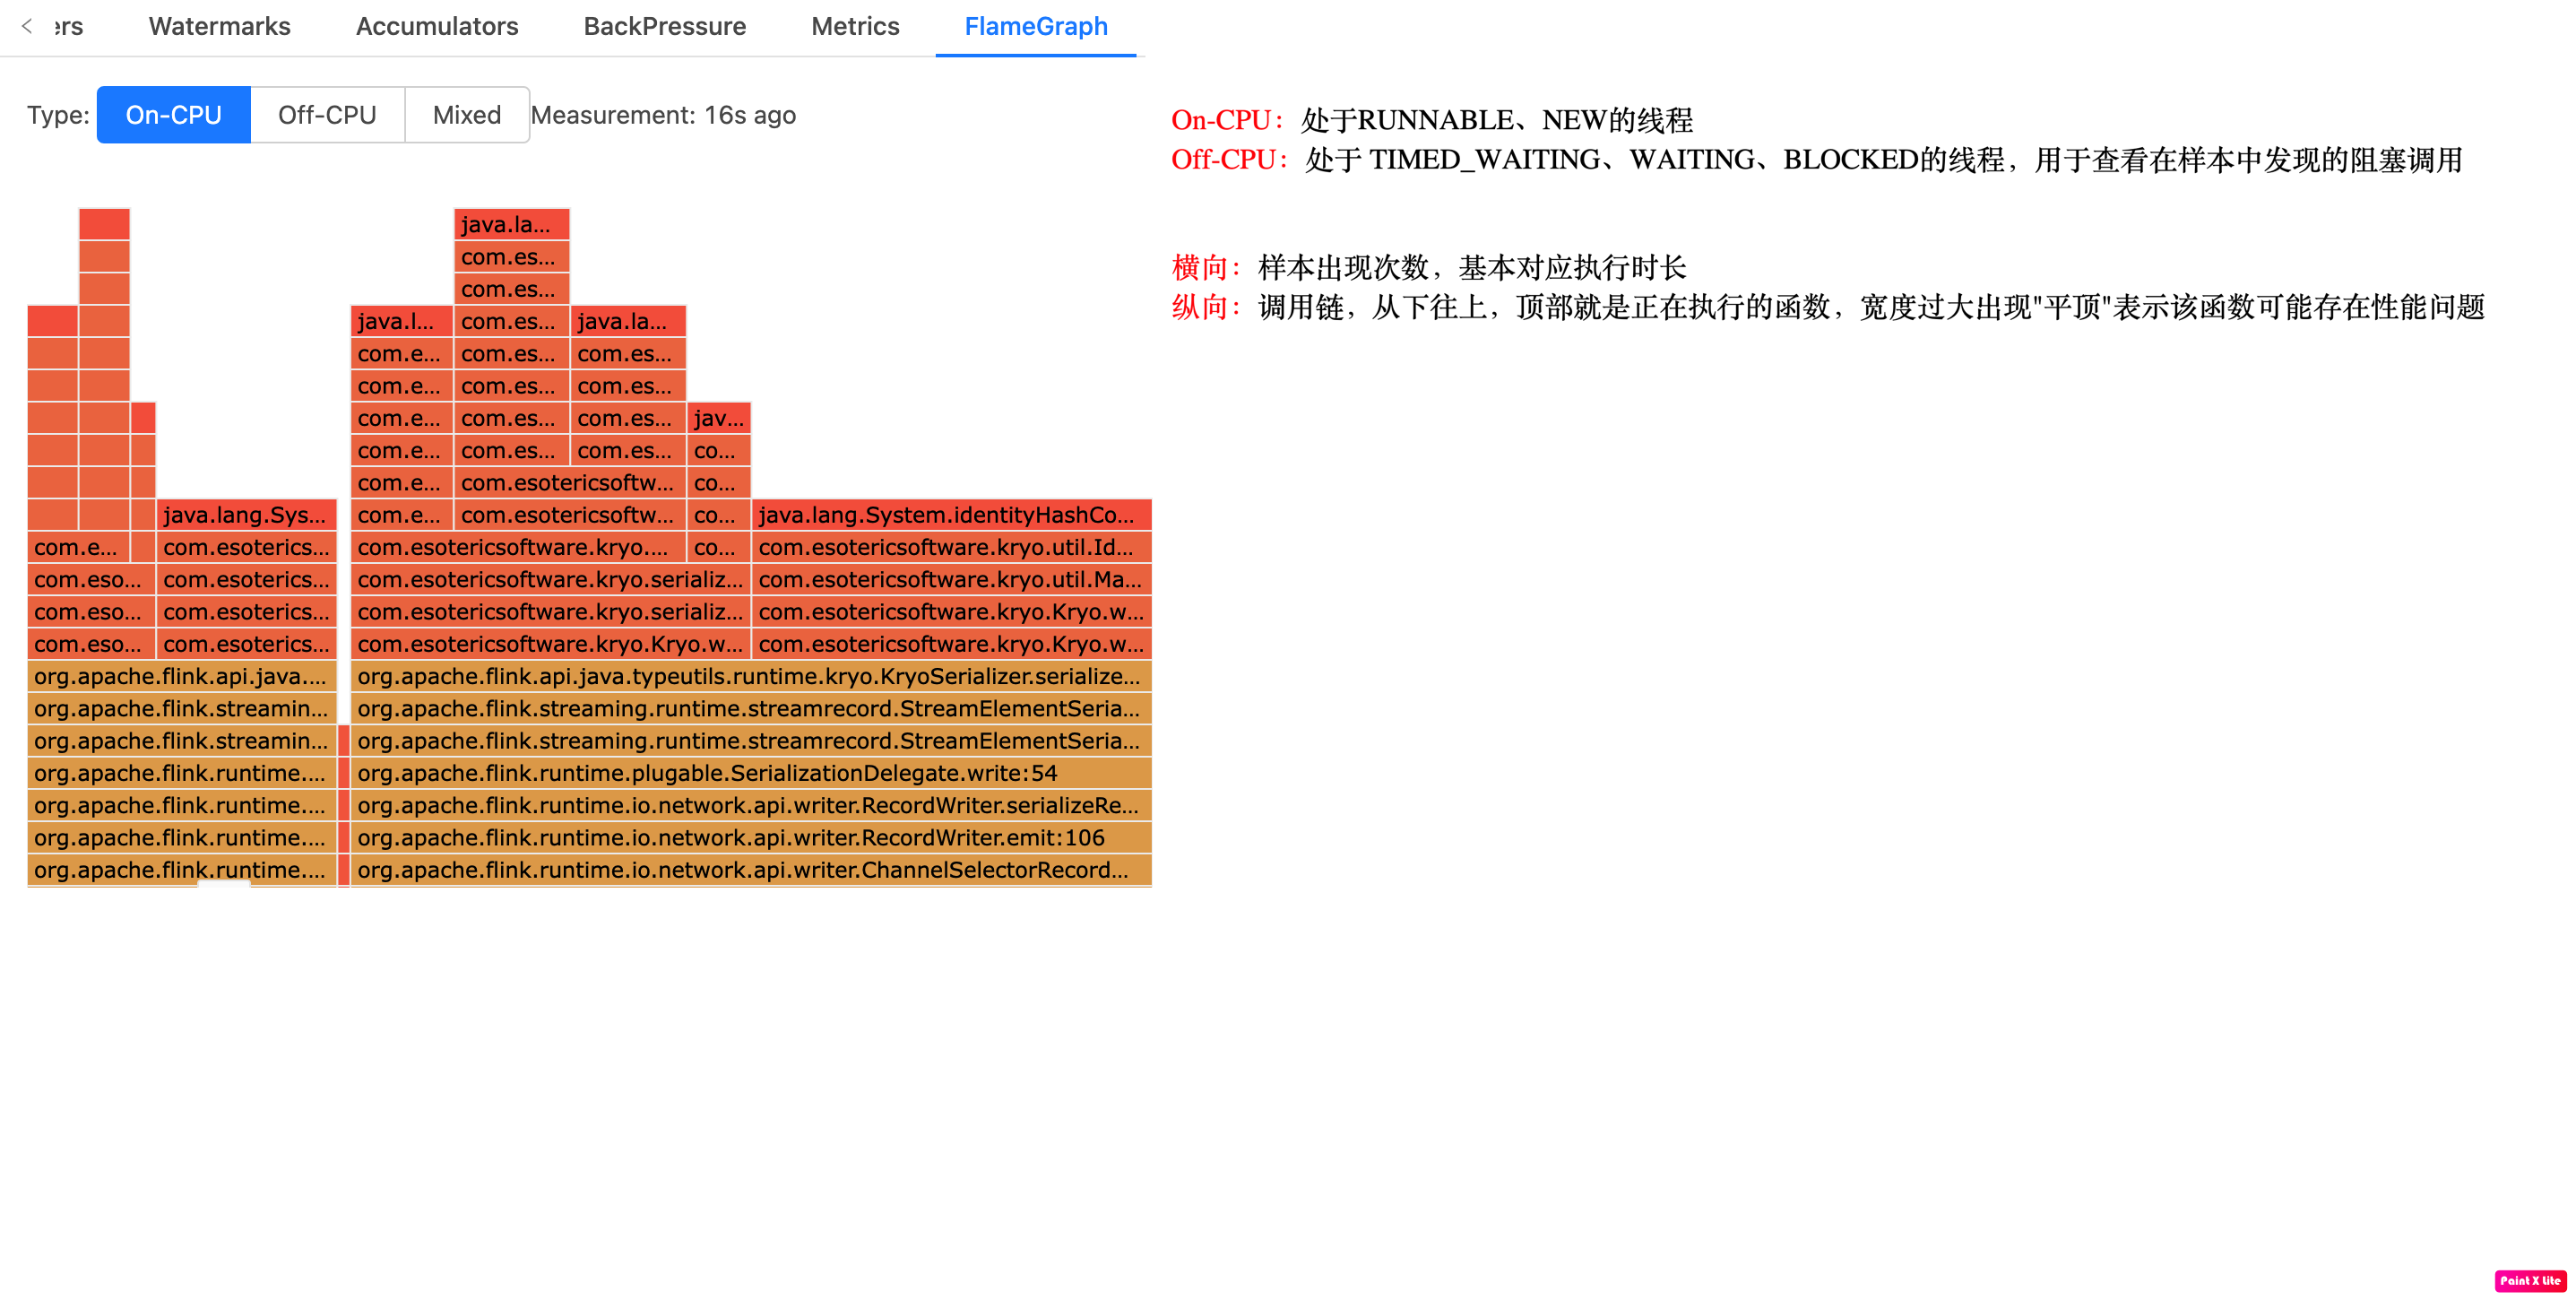 ers Watermarks Accumulators BackPressure Metrics FlameGraph
Type: On-CPU Off-CPU Mixed Measurement: 16s ago
On-CPU：处于RUNNABLE、NEW的线程
Off-CPU：处于 TIMED_WAITING、WAITING、BLOCKED的线程，用于查看在样本中发现的阻塞调用
横向：样本出现次数，基本对应执行时长
纵向：调用链，从下往上，顶部就是正在执行的函数，宽度过大出现"平顶"表示该函数可能存在性能问题
java.la...
com.es...
com.es...
java.l... com.es... java.la...
com.e... com.es... com.es...
com.e... com.es... com.es...
com.e... com.es... com.es... jav...
com.e... com.es... com.es... co...
com.e... com.esotericsoftw... co...
java.lang.Sys... com.e... com.esotericsoftw... co... java.lang.System.identityHashCo...
com.e... com.esoterics... com.esotericsoftware.kryo.... co... com.esotericsoftware.kryo.util.Id...
com.eso... com.esoterics... com.esotericsoftware.kryo.serializ... com.esotericsoftware.kryo.util.Ma...
com.eso... com.esoterics... com.esotericsoftware.kryo.serializ... com.esotericsoftware.kryo.Kryo.w...
com.eso... com.esoterics... com.esotericsoftware.kryo.Kryo.w... com.esotericsoftware.kryo.Kryo.w...
org.apache.flink.api.java.... org.apache.flink.api.java.typeutils.runtime.kryo.KryoSerializer.serialize...
org.apache.flink.streamin... org.apache.flink.streaming.runtime.streamrecord.StreamElementSeria...
org.apache.flink.streamin... org.apache.flink.streaming.runtime.streamrecord.StreamElementSeria...
org.apache.flink.runtime.... org.apache.flink.runtime.plugable.SerializationDelegate.write:54
org.apache.flink.runtime.... org.apache.flink.runtime.io.network.api.writer.RecordWriter.serializeRe...
org.apache.flink.runtime.... org.apache.flink.runtime.io.network.api.writer.RecordWriter.emit:106
org.apache.flink.runtime.... org.apache.flink.runtime.io.network.api.writer.ChannelSelectorRecord...
Paint X Lite